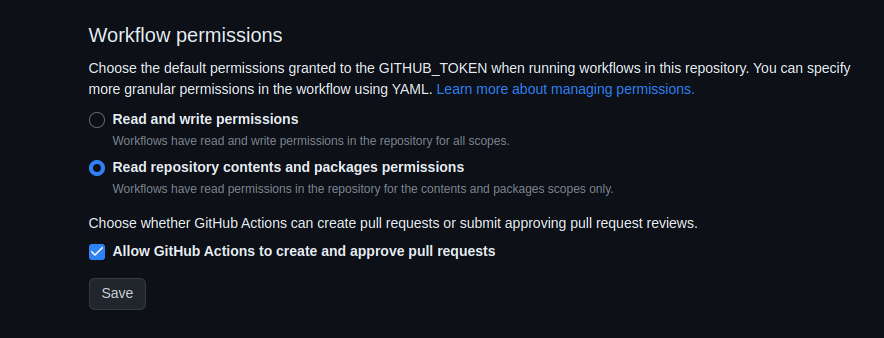 Workflow permissions
Choose the default permissions granted to the GITHUB_TOKEN when running workflows in this repository. You can specify
more granular permissions in the workflow using YAML. Learn more about managing permissions.
Read and write permissions
Workflows have read and write permissions in the repository for all scopes.
Read repository contents and packages permissions
Workflows have read permissions in the repository for the contents and packages scopes only.
Choose whether GitHub Actions can create pull requests or submit approving pull request reviews.
Allow GitHub Actions to create and approve pull requests
Save